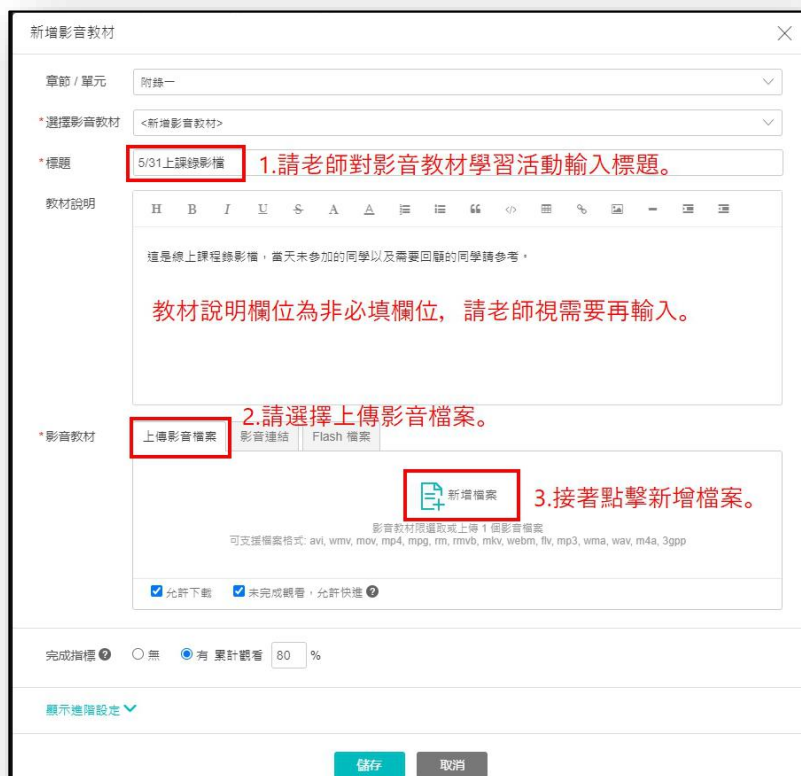 新增影音教材
章節 / 單元 附錄一
*選擇影音教材 <新增影音教材>
*標題 5/31上課錄影檔 1.請老師對影音教材學習活動輸入標題。
教材說明 H B I U S A A
這是線上課程錄影檔，當天未參加的同學以及需要回顧的同學請參考。
教材說明欄位為非必填欄位，請老師視需要再輸入。
2.請選擇上傳影音檔案。
*影音教材 上傳影音檔案 影音連結 Flash 檔案
新增檔案 3.接著點擊新增檔案。
影音教材限選取或上傳 1 個影音檔案
可支援檔案格式: avi, wmv, mov, mp4, mpg, rm, rmvb, mkv, webm, flv, mp3, wma, wav, m4a, 3gpp
允許下載 未完成觀看，允許快進 ?
完成指標 ? 無 有 累計觀看 80 %
顯示進階設定
儲存 取消